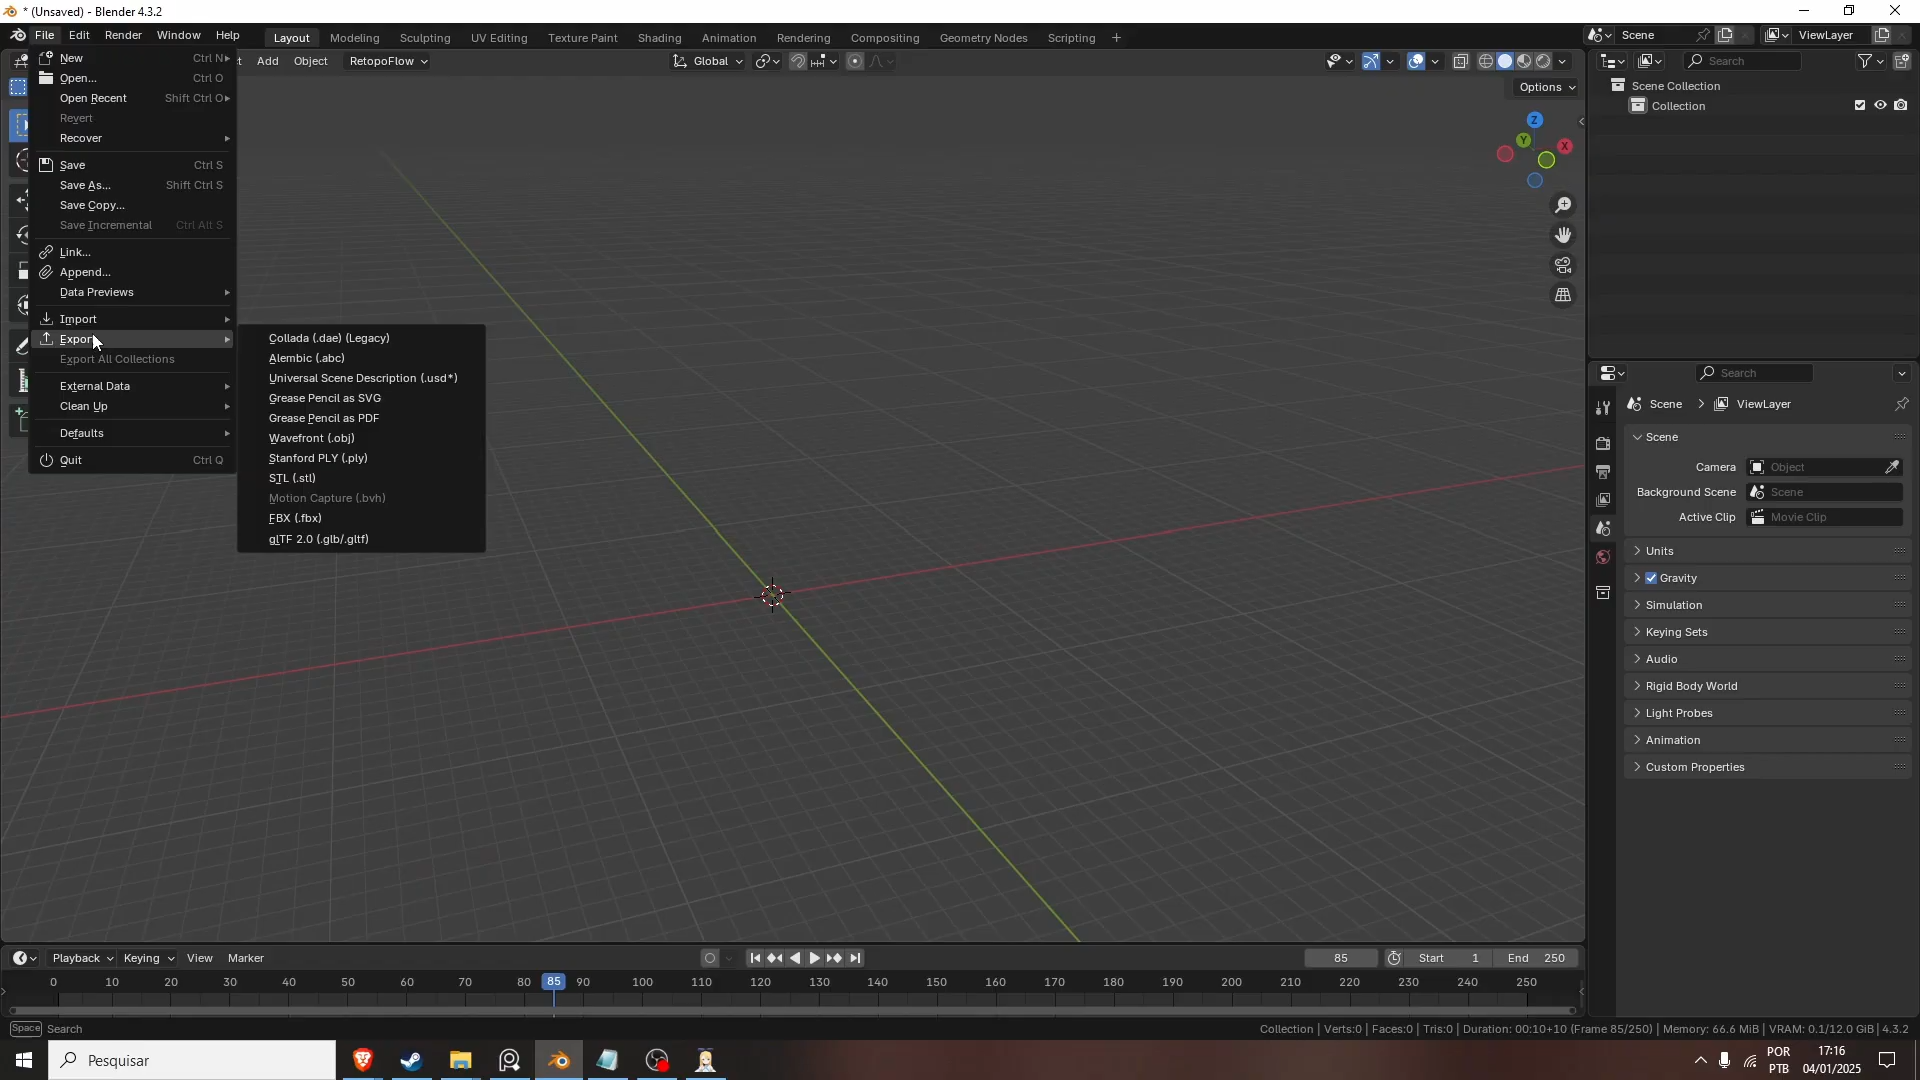 * (Unsaved) - Blender 4.3.2
File Edit Render Window Help
Layout Modeling Sculpting UV Editing Texture Paint Shading Animation Rendering Compositing Geometry Nodes Scripting +
Scene
ViewLayer
Add Object RetopoFlow
Global
Search
Options
New Ctrl N
Open... Ctrl O
Open Recent Shift Ctrl O
Revert
Recover
Save Ctrl S
Save As... Shift Ctrl S
Save Copy...
Save Incremental Ctrl Alt S
Link...
Append...
Data Previews
Import
Export
Export All Collections
External Data
Clean Up
Defaults
Quit Ctrl Q
Collada (.dae) (Legacy)
Alembic (.abc)
Universal Scene Description (.usd*)
Grease Pencil as SVG
Grease Pencil as PDF
Wavefront (.obj)
Stanford PLY (.ply)
STL (.stl)
Motion Capture (.bvh)
FBX (.fbx)
glTF 2.0 (.glb/.gltf)
Z
Y
X
Scene Collection
Collection
Search
Scene > ViewLayer
Scene
Camera Object
Background Scene Scene
Active Clip Movie Clip
Units
Gravity
Simulation
Keying Sets
Audio
Rigid Body World
Light Probes
Animation
Custom Properties
Playback Keying View Marker
85 Start 1 End 250
0 10 20 30 40 50 60 70 80 85 90 100 110 120 130 140 150 160 170 180 190 200 210 220 230 240 250
Space Search
Collection | Verts:0 | Faces:0 | Tris:0 | Duration: 00:10+10 (Frame 85/250) | Memory: 66.6 MiB | VRAM: 0.1/12.0 GiB | 4.3.2
Pesquisar
POR
PTB
17:16
04/01/2025